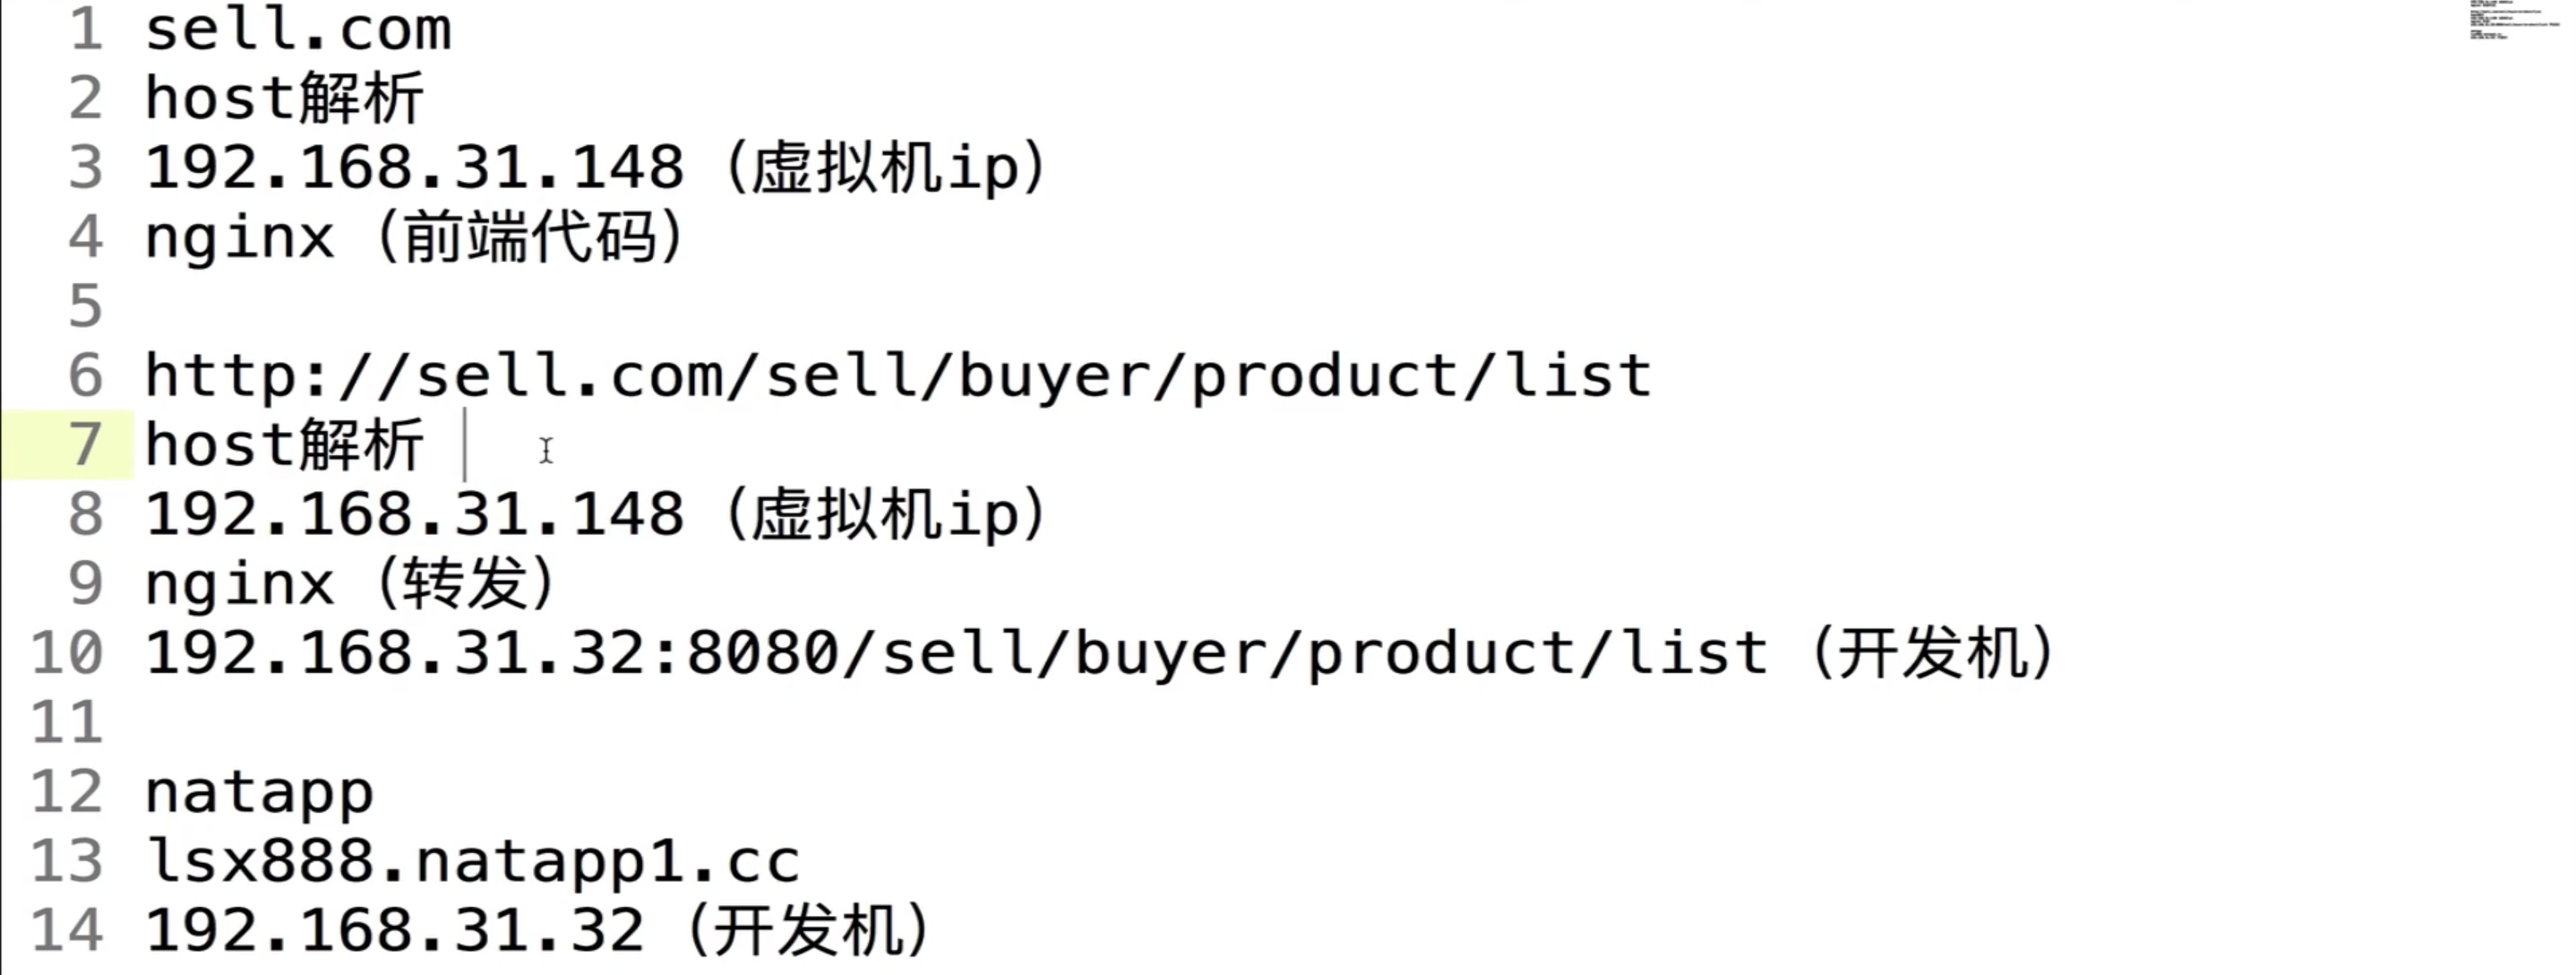 1 sell.com
2 host解析
3 192.168.31.148（虚拟机ip）
4 nginx（前端代码）
5
6 http://sell.com/sell/buyer/product/list
7 host解析
8 192.168.31.148（虚拟机ip）
9 nginx（转发）
10 192.168.31.32:8080/sell/buyer/product/list（开发机）
11
12 natapp
13 lsx888.natapp1.cc
14 192.168.31.32（开发机）